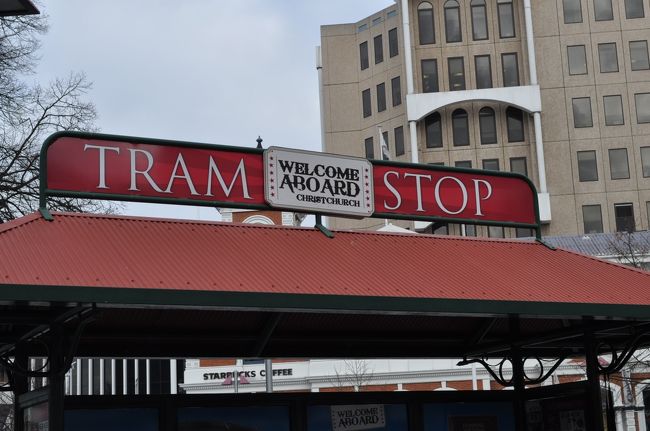 TRAM STOP
WELCOME
ABOARD
CHRISTCHURCH
STARBUCKS COFFEE
WELCOME
ABOARD